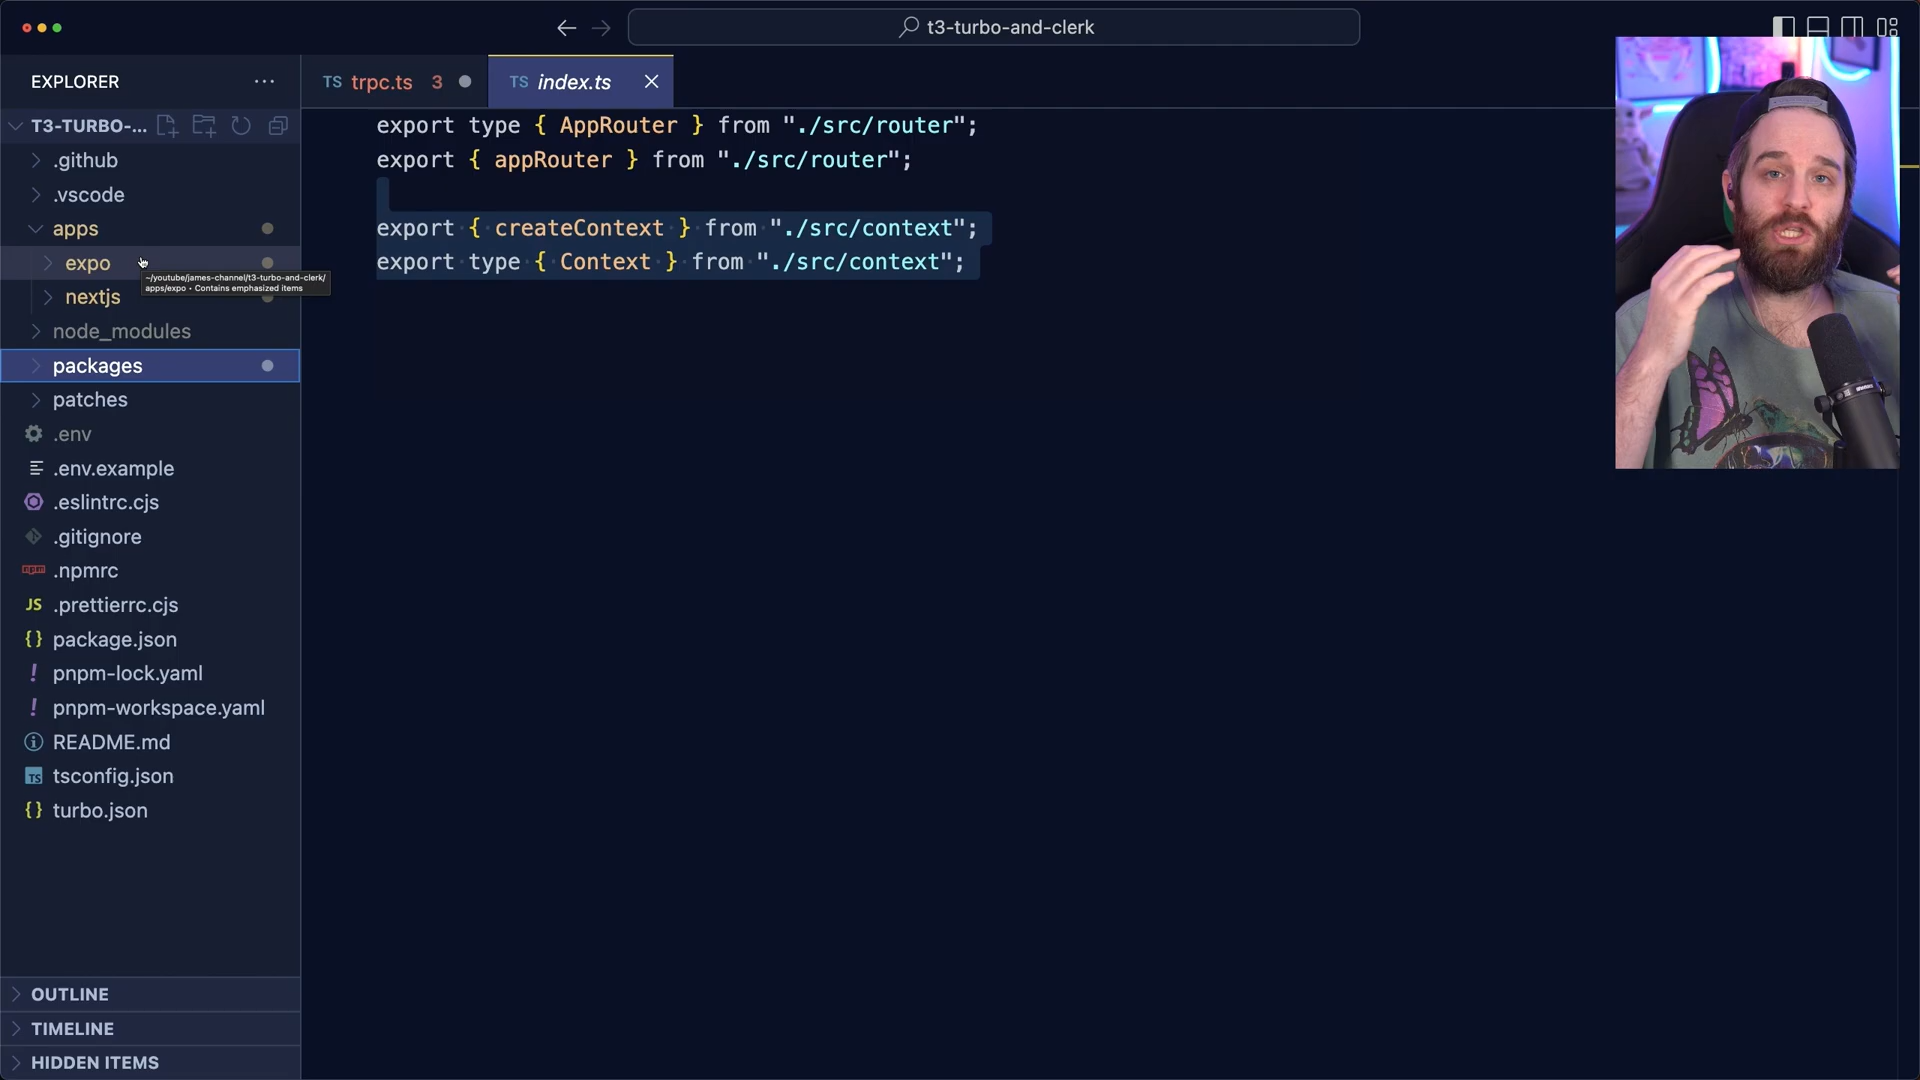 t3-turbo-and-clerk
EXPLORER
TS trpc.ts 3
TS index.ts
T3-TURBO-...
.github
.vscode
apps
expo
~/youtube/james-channel/t3-turbo-and-clerk/
apps/expo • Contains emphasized items
nextjs
node_modules
packages
patches
.env
.env.example
.eslintrc.cjs
.gitignore
npm .npmrc
JS .prettierrc.cjs
{} package.json
! pnpm-lock.yaml
! pnpm-workspace.yaml
README.md
TS tsconfig.json
{} turbo.json
OUTLINE
TIMELINE
HIDDEN ITEMS
export type { AppRouter } from "./src/router";
export { appRouter } from "./src/router";
export { createContext } from "./src/context";
export type { Context } from "./src/context";